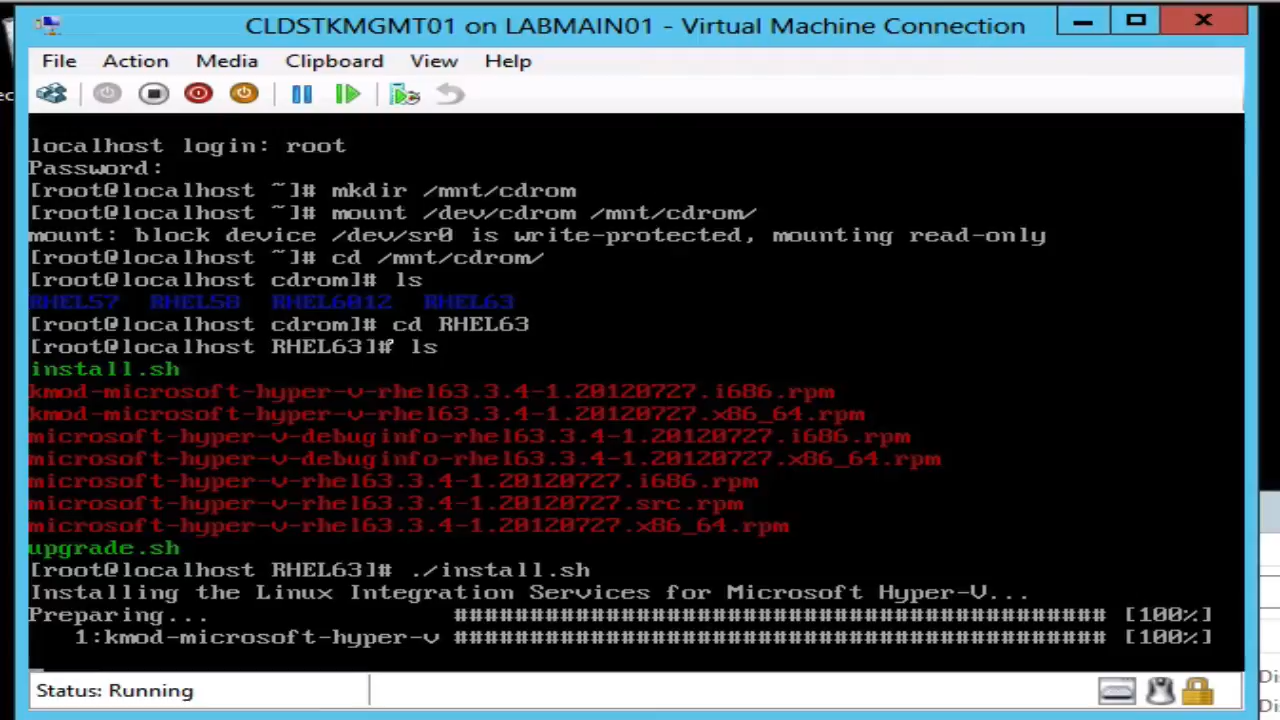 CLDSTKMGMT01 on LABMAIN01 - Virtual Machine Connection
File Action Media Clipboard View Help
ec
localhost login: root
Password:
[root@localhost ~]# mkdir /mnt/cdrom
[root@localhost ~]# mount /dev/cdrom /mnt/cdrom/
mount: block device /dev/sr0 is write-protected, mounting read-only
[root@localhost ~]# cd /mnt/cdrom/
[root@localhost cdrom]# ls
RHEL57 RHEL58 RHEL6012 RHEL63
[root@localhost cdrom]# cd RHEL63
[root@localhost RHEL63]# ls
install.sh
kmod-microsoft-hyper-v-rhel63.3.4-1.20120727.i686.rpm
kmod-microsoft-hyper-v-rhel63.3.4-1.20120727.x86_64.rpm
microsoft-hyper-v-debuginfo-rhel63.3.4-1.20120727.i686.rpm
microsoft-hyper-v-debuginfo-rhel63.3.4-1.20120727.x86_64.rpm
microsoft-hyper-v-rhel63.3.4-1.20120727.i686.rpm
microsoft-hyper-v-rhel63.3.4-1.20120727.src.rpm
microsoft-hyper-v-rhel63.3.4-1.20120727.x86_64.rpm
upgrade.sh
[root@localhost RHEL63]# ./install.sh
Installing the Linux Integration Services for Microsoft Hyper-V...
Preparing... ########################################### [100%]
1:kmod-microsoft-hyper-v ########################################### [100%]
Status: Running
Di
Di